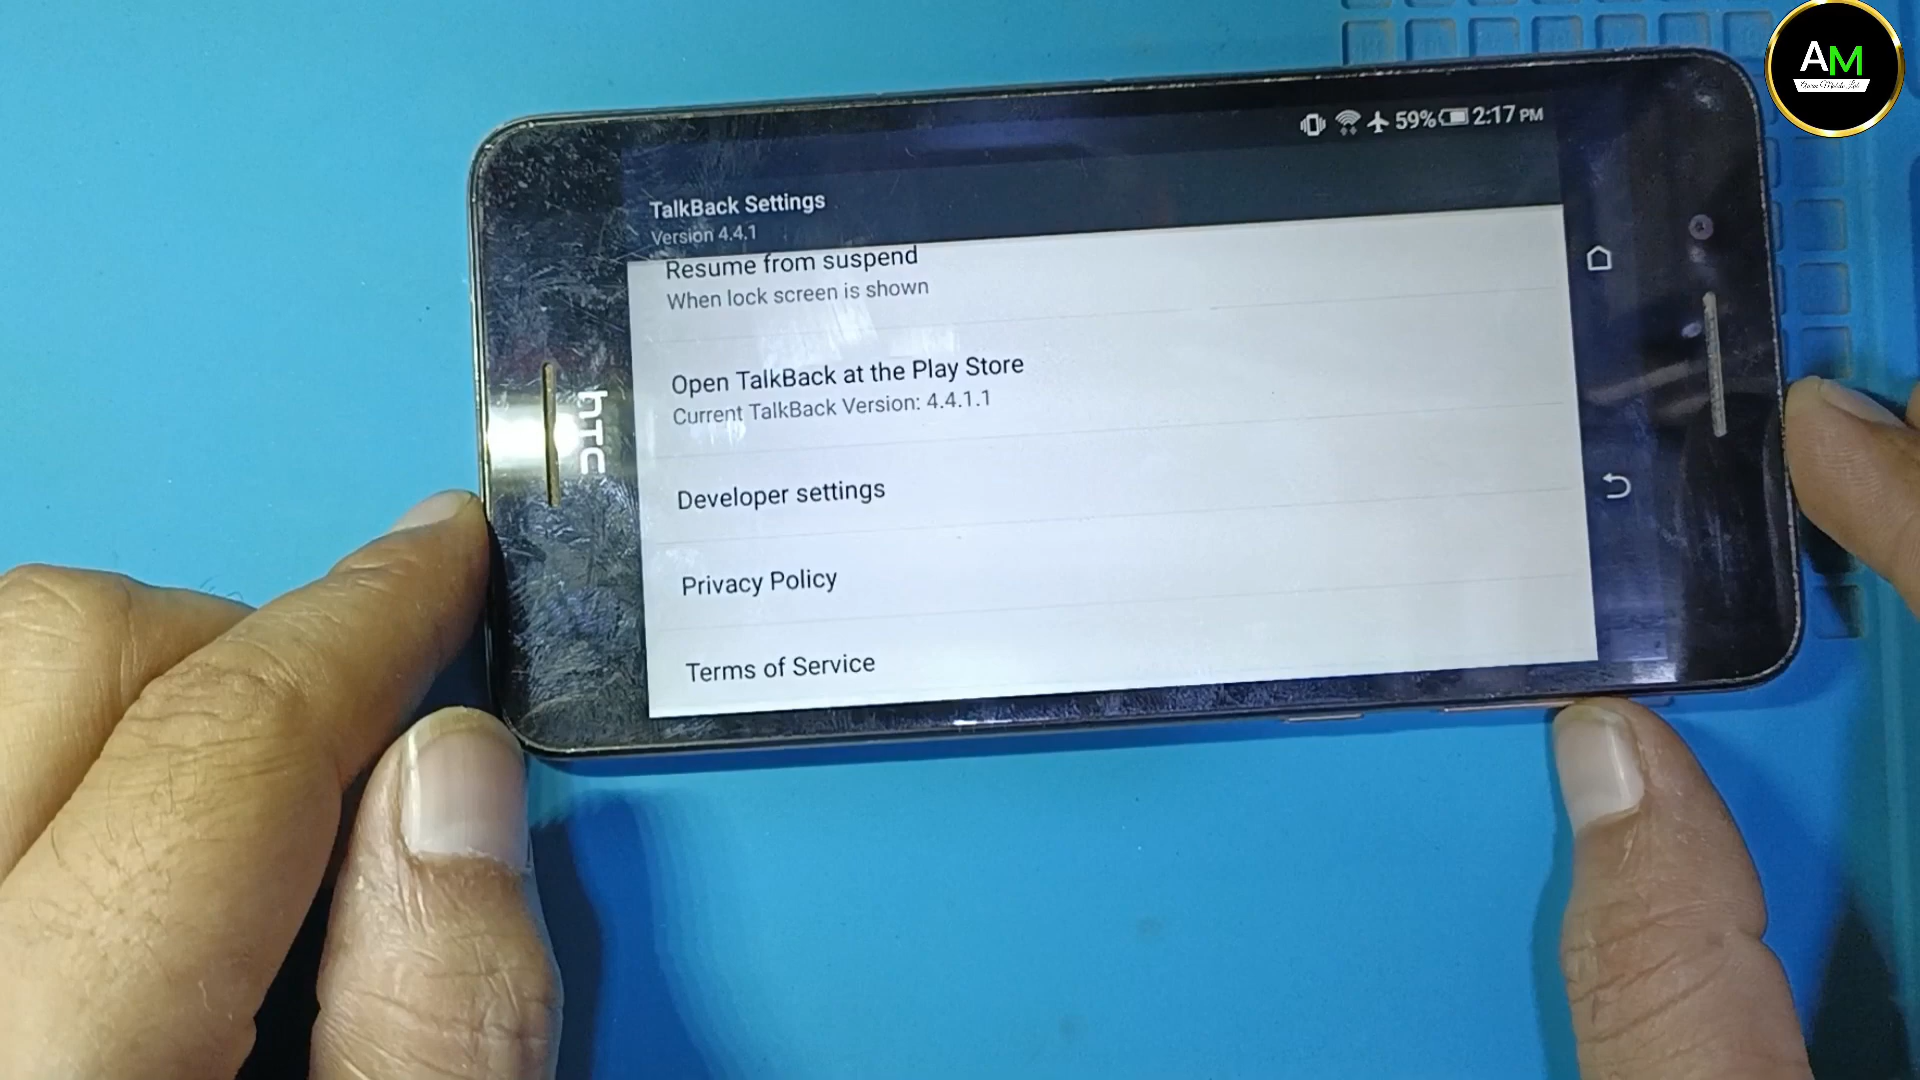 AM
59% 2:17 PM
TalkBack Settings
Version 4.4.1
Resume from suspend
When lock screen is shown
Open TalkBack at the Play Store
Current TalkBack Version: 4.4.1.1
Developer settings
Privacy Policy
Terms of Service
hTC